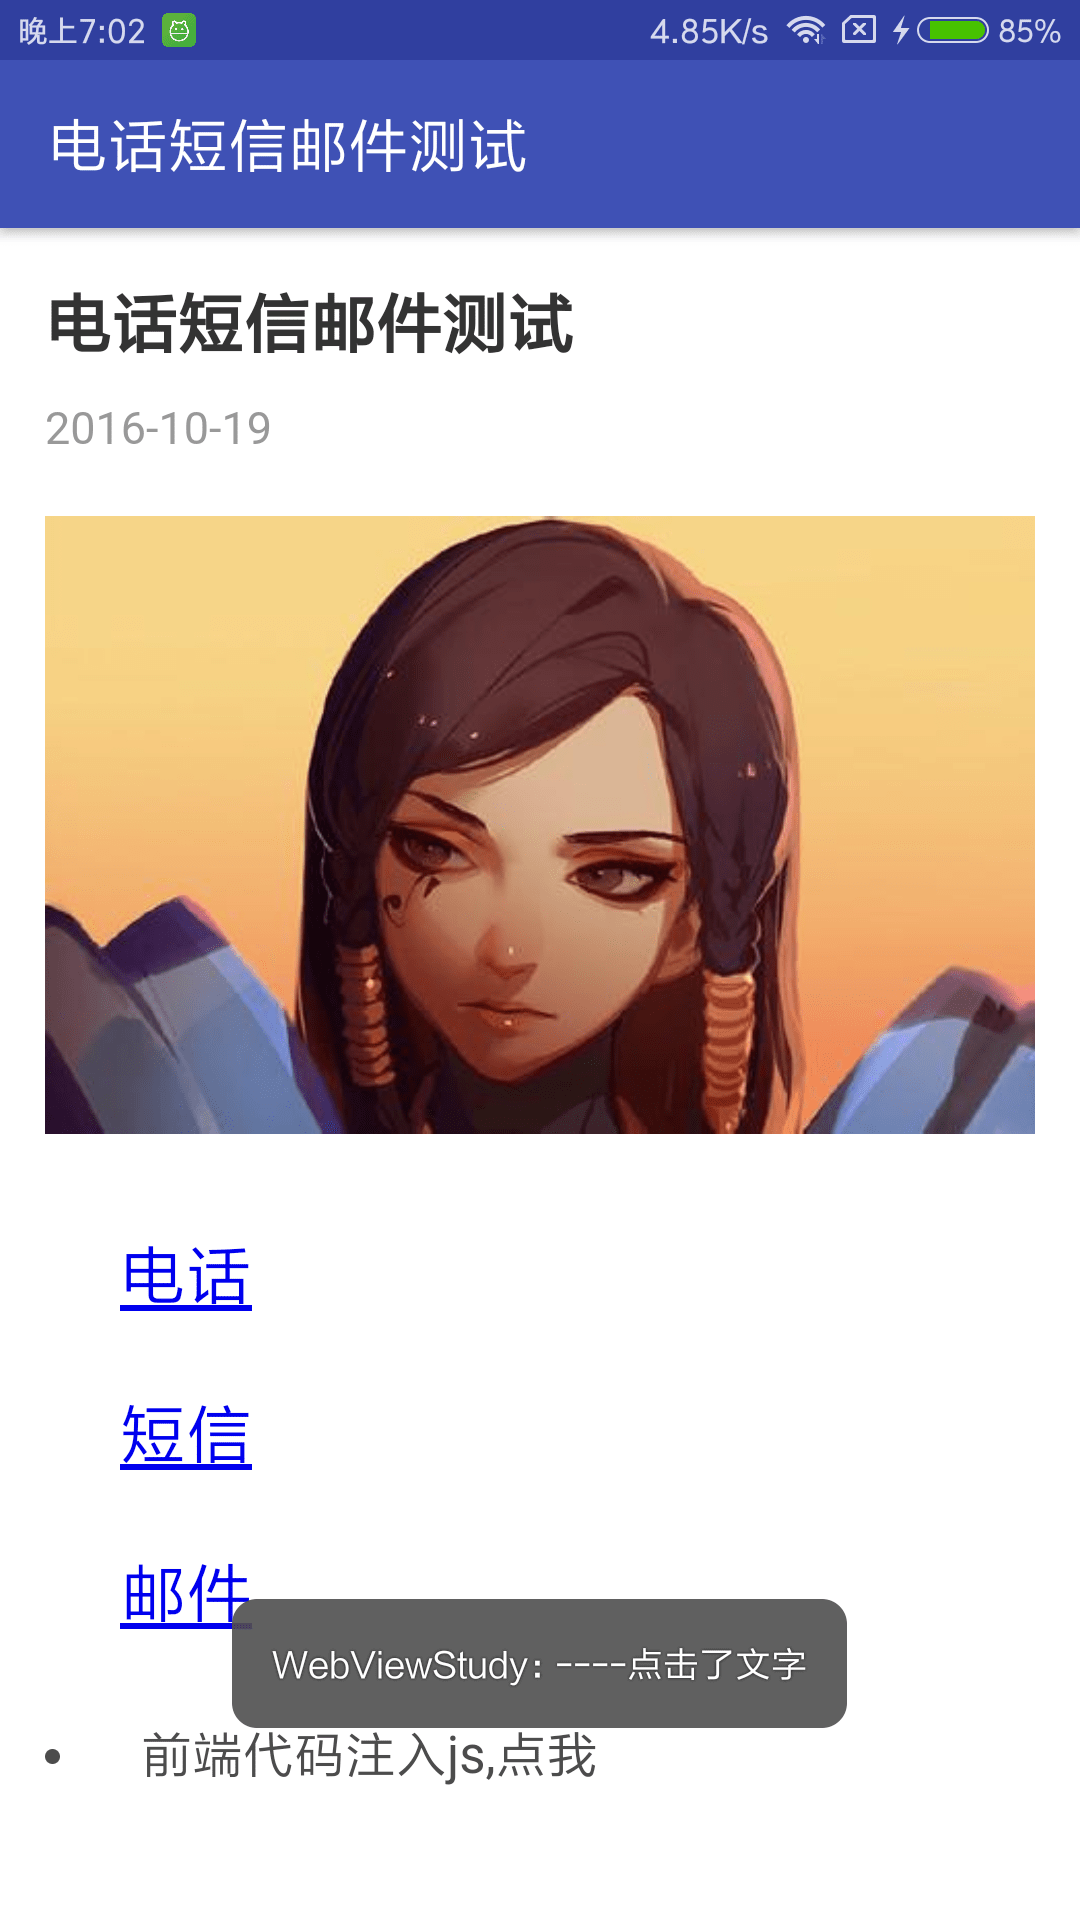 晚上7:02 4.85K/s 85%
电话短信邮件测试
电话短信邮件测试
2016-10-19
电话
短信
邮件
WebViewStudy: ----点击了文字
• 前端代码注入js,点我